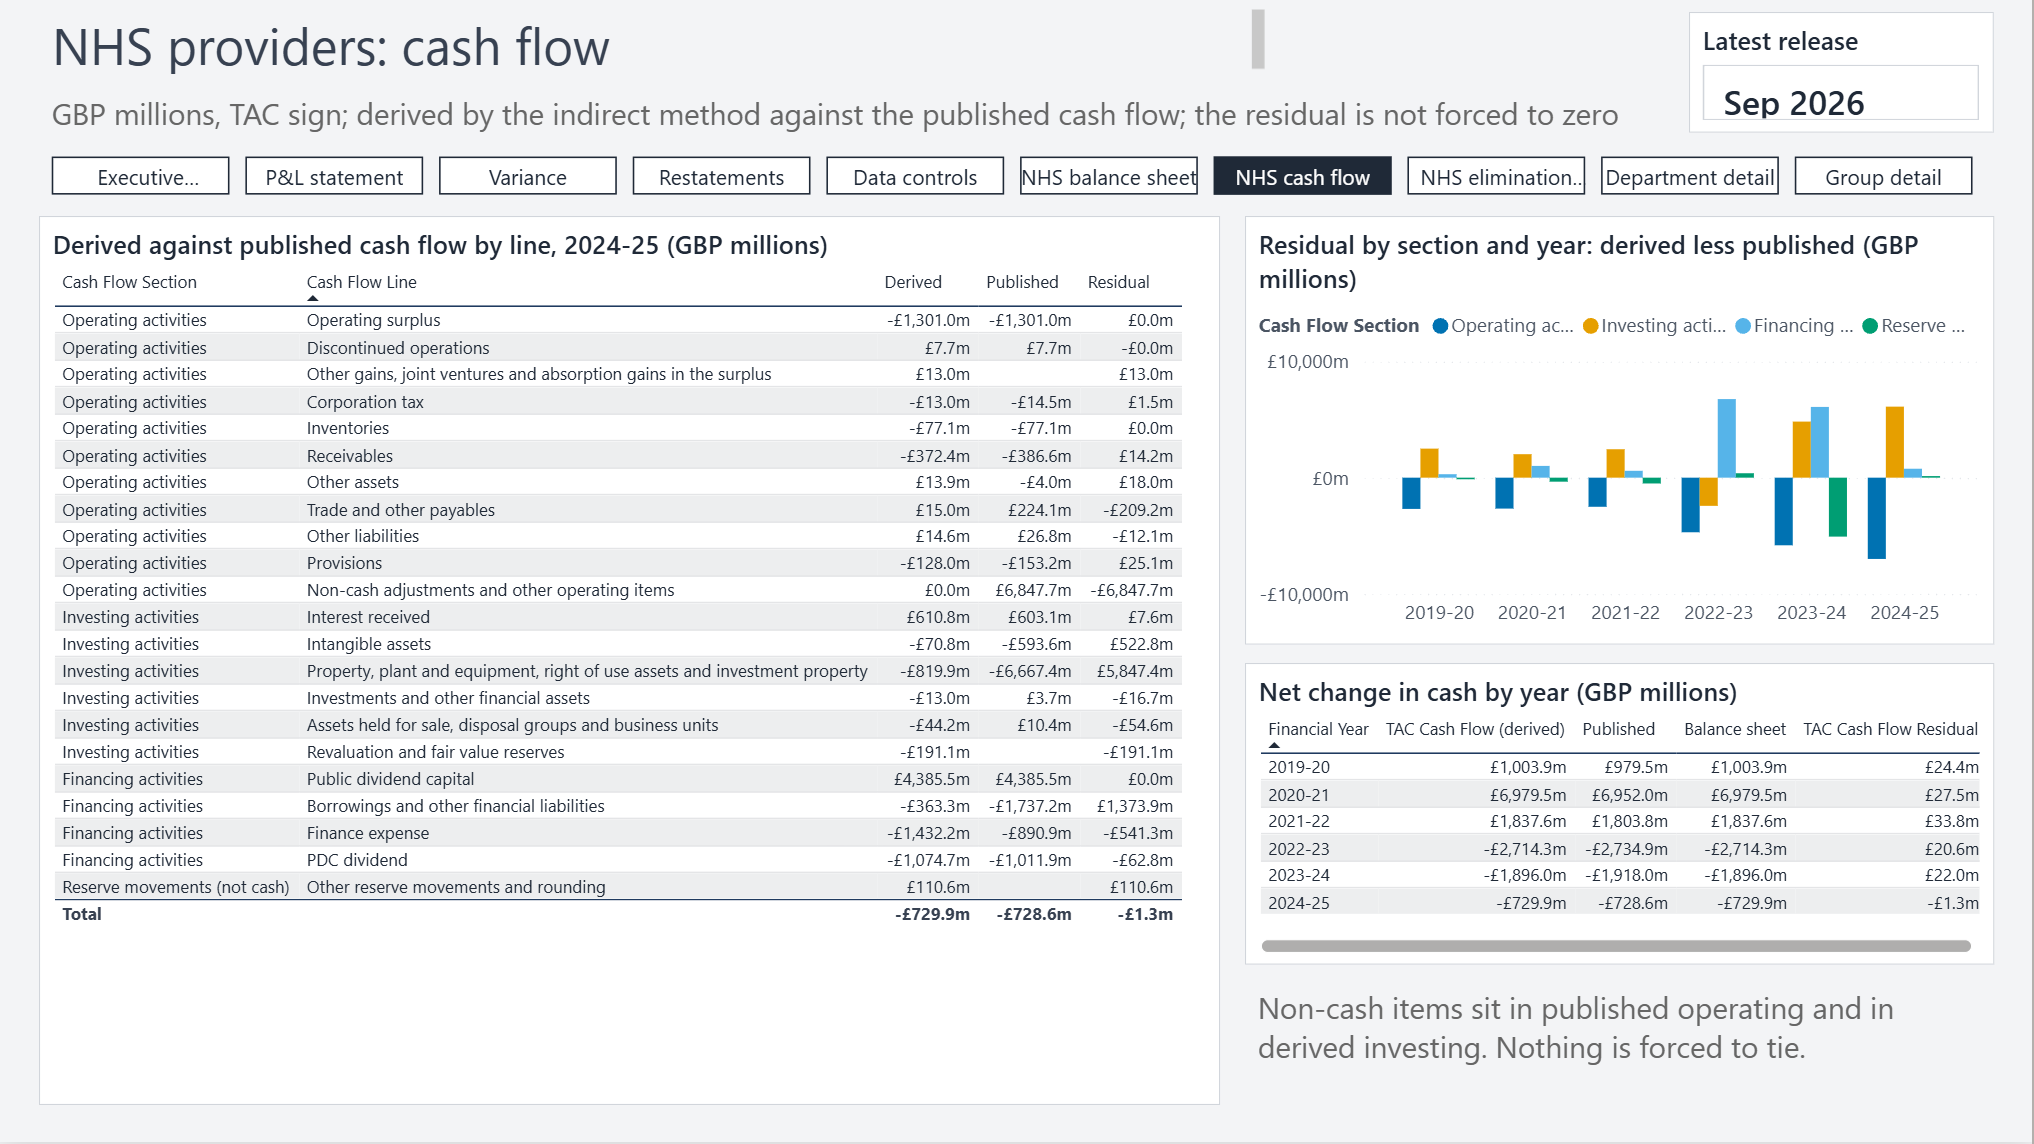 NHS providers: cash flow
GBP millions, TAC sign; derived by the indirect method against the published cash flow; the residual is not forced to zero
Latest release
Sep 2026
Executive...
P&L statement
Variance
Restatements
Data controls
NHS balance sheet
NHS cash flow
NHS elimination...
Department detail
Group detail
Derived against published cash flow by line, 2024-25 (GBP millions)
Cash Flow Section Cash Flow Line Derived Published Residual
Operating activities Operating surplus -£1,301.0m -£1,301.0m £0.0m
Operating activities Discontinued operations £7.7m £7.7m -£0.0m
Operating activities Other gains, joint ventures and absorption gains in the surplus £13.0m £13.0m
Operating activities Corporation tax -£13.0m -£14.5m £1.5m
Operating activities Inventories -£77.1m -£77.1m £0.0m
Operating activities Receivables -£372.4m -£386.6m £14.2m
Operating activities Other assets £13.9m -£4.0m £18.0m
Operating activities Trade and other payables £15.0m £224.1m -£209.2m
Operating activities Other liabilities £14.6m £26.8m -£12.1m
Operating activities Provisions -£128.0m -£153.2m £25.1m
Operating activities Non-cash adjustments and other operating items £0.0m £6,847.7m -£6,847.7m
Investing activities Interest received £610.8m £603.1m £7.6m
Investing activities Intangible assets -£70.8m -£593.6m £522.8m
Investing activities Property, plant and equipment, right of use assets and investment property -£819.9m -£6,667.4m £5,847.4m
Investing activities Investments and other financial assets -£13.0m £3.7m -£16.7m
Investing activities Assets held for sale, disposal groups and business units -£44.2m £10.4m -£54.6m
Investing activities Revaluation and fair value reserves -£191.1m -£191.1m
Financing activities Public dividend capital £4,385.5m £4,385.5m £0.0m
Financing activities Borrowings and other financial liabilities -£363.3m -£1,737.2m £1,373.9m
Financing activities Finance expense -£1,432.2m -£890.9m -£541.3m
Financing activities PDC dividend -£1,074.7m -£1,011.9m -£62.8m
Reserve movements (not cash) Other reserve movements and rounding £110.6m £110.6m
Total -£729.9m -£728.6m -£1.3m
Residual by section and year: derived less published (GBP
millions)
Cash Flow Section Operating ac... Investing acti... Financing ... Reserve ...
£10,000m
£0m
-£10,000m
2019-20 2020-21 2021-22 2022-23 2023-24 2024-25
Net change in cash by year (GBP millions)
Financial Year TAC Cash Flow (derived) Published Balance sheet TAC Cash Flow Residual
2019-20 £1,003.9m £979.5m £1,003.9m £24.4m
2020-21 £6,979.5m £6,952.0m £6,979.5m £27.5m
2021-22 £1,837.6m £1,803.8m £1,837.6m £33.8m
2022-23 -£2,714.3m -£2,734.9m -£2,714.3m £20.6m
2023-24 -£1,896.0m -£1,918.0m -£1,896.0m £22.0m
2024-25 -£729.9m -£728.6m -£729.9m -£1.3m
Non-cash items sit in published operating and in
derived investing. Nothing is forced to tie.